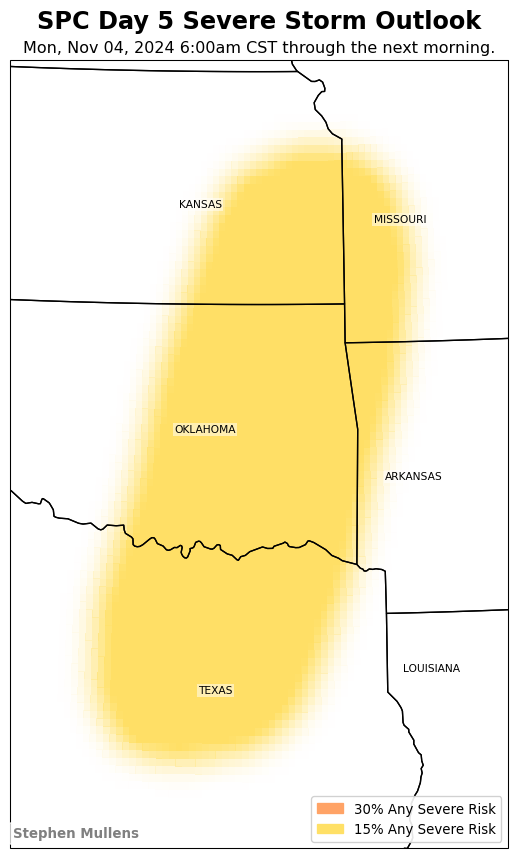 SPC Day 5 Severe Storm Outlook
Mon, Nov 04, 2024 6:00am CST through the next morning.
KANSAS
MISSOURI
OKLAHOMA
ARKANSAS
LOUISIANA
TEXAS
30% Any Severe Risk
15% Any Severe Risk
Stephen Mullens